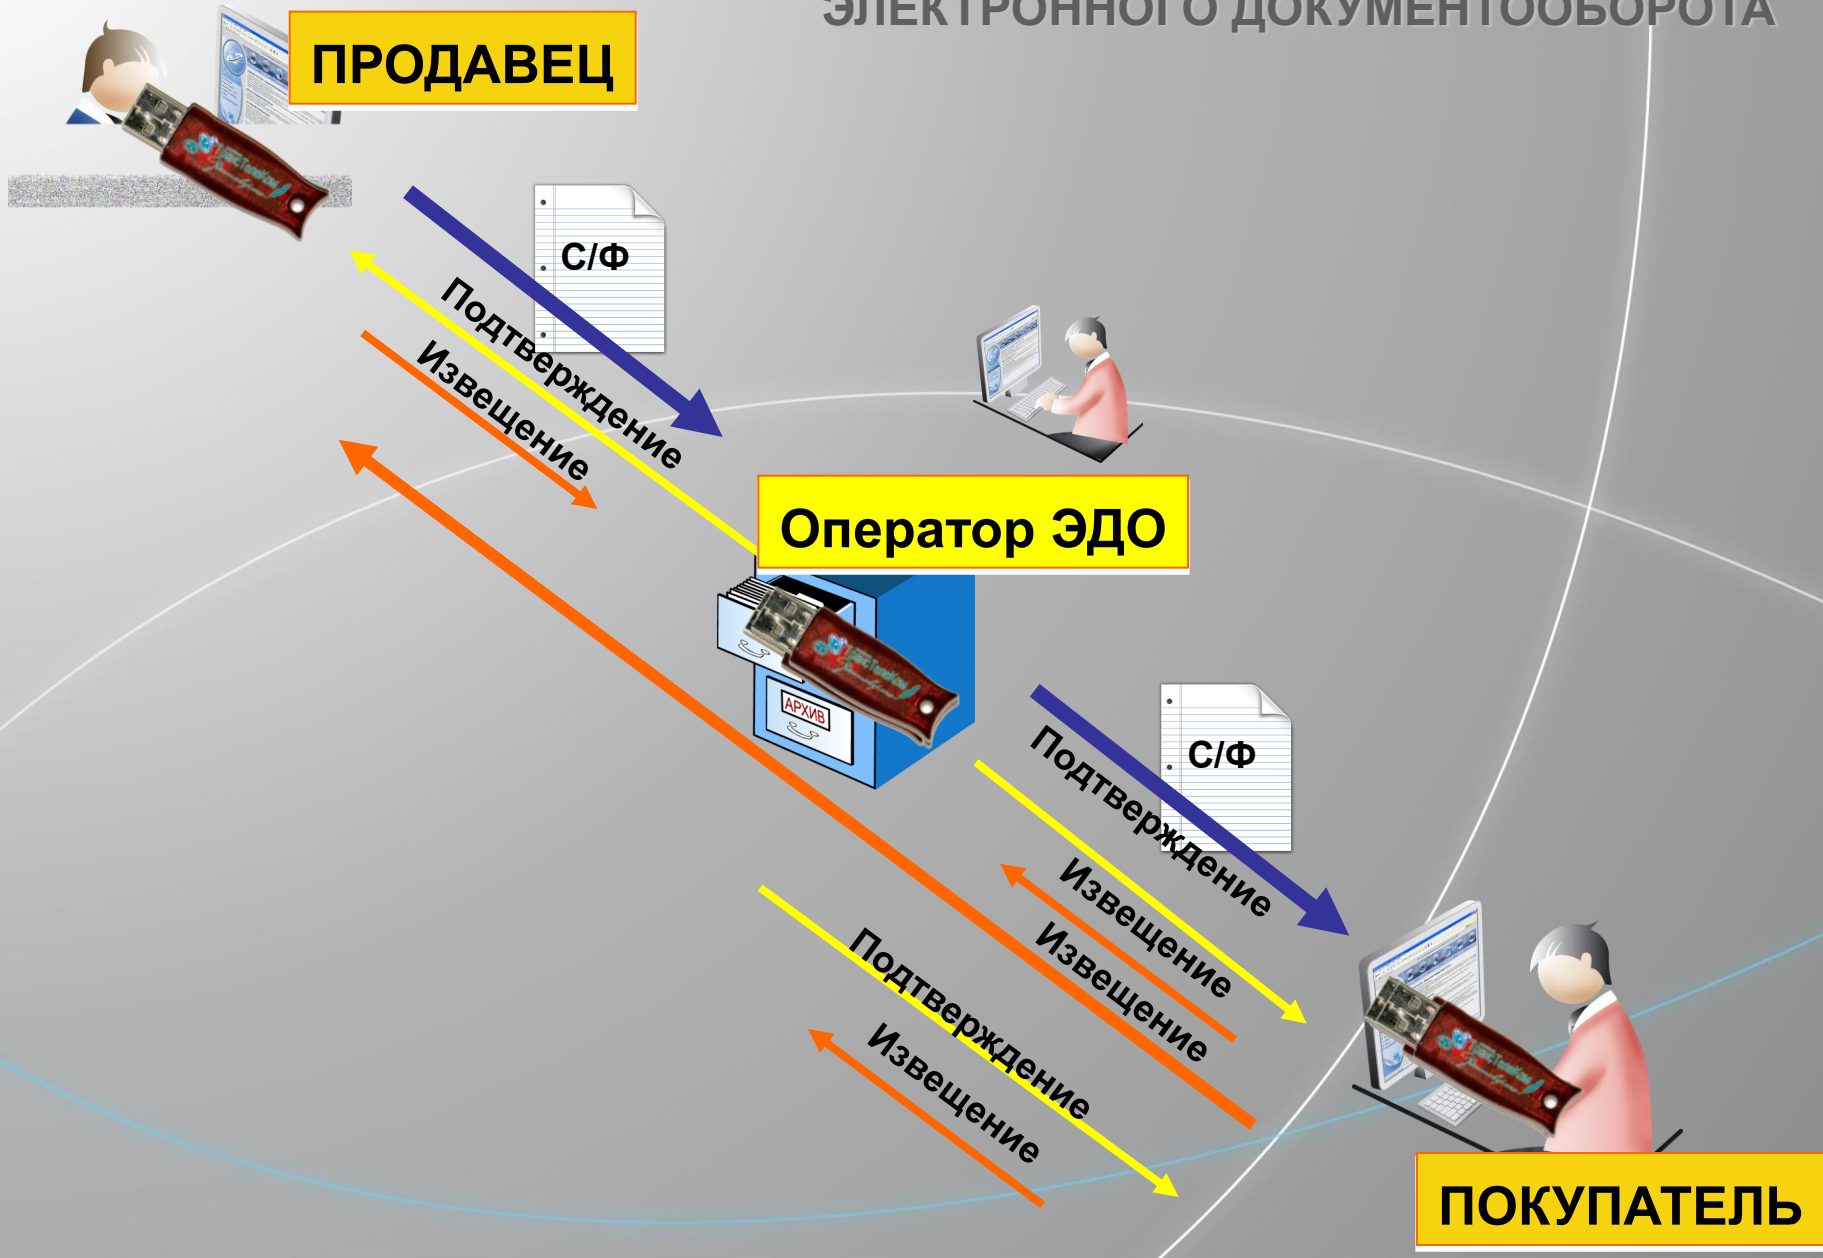 ЭЛЕКТРОННОГО ДОКУМЕНТООБОРОТА
ПРОДАВЕЦ
С/Ф
Подтверждение
Извещение
Оператор ЭДО
АРХИВ
С/Ф
Подтверждение
Извещение
Извещение
Подтверждение
Извещение
ПОКУПАТЕЛЬ